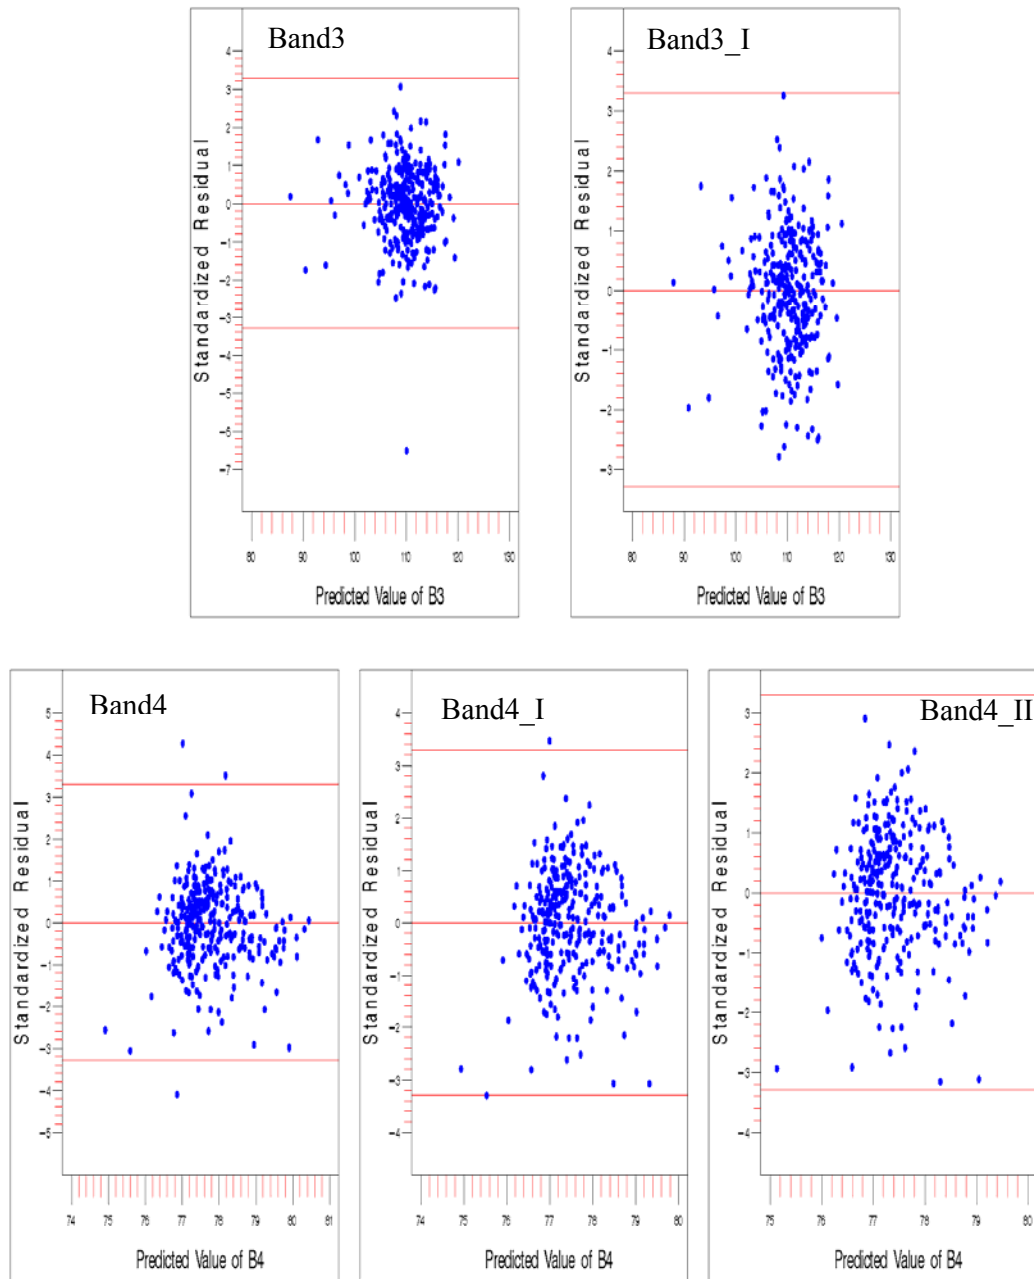 Band3
Standardized Residual
4
3
2
1
0
-1
-2
-3
-4
-5
-6
-7
80 90 100 110 120 130
Predicted Value of B3
Band3_I
Standardized Residual
4
3
2
1
0
-1
-2
-3
80 90 100 110 120 130
Predicted Value of B3
Band4
Standardized Residual
5
4
3
2
1
0
-1
-2
-3
-4
-5
74 75 76 77 78 79 80 81
Predicted Value of B4
Band4_I
Standardized Residual
4
3
2
1
0
-1
-2
-3
-4
75 76 77 78 79 80
Predicted Value of B4
Band4_II
Standardized Residual
3
2
1
0
-1
-2
-3
-4
75 76 77 78 79 80
Predicted Value of B4